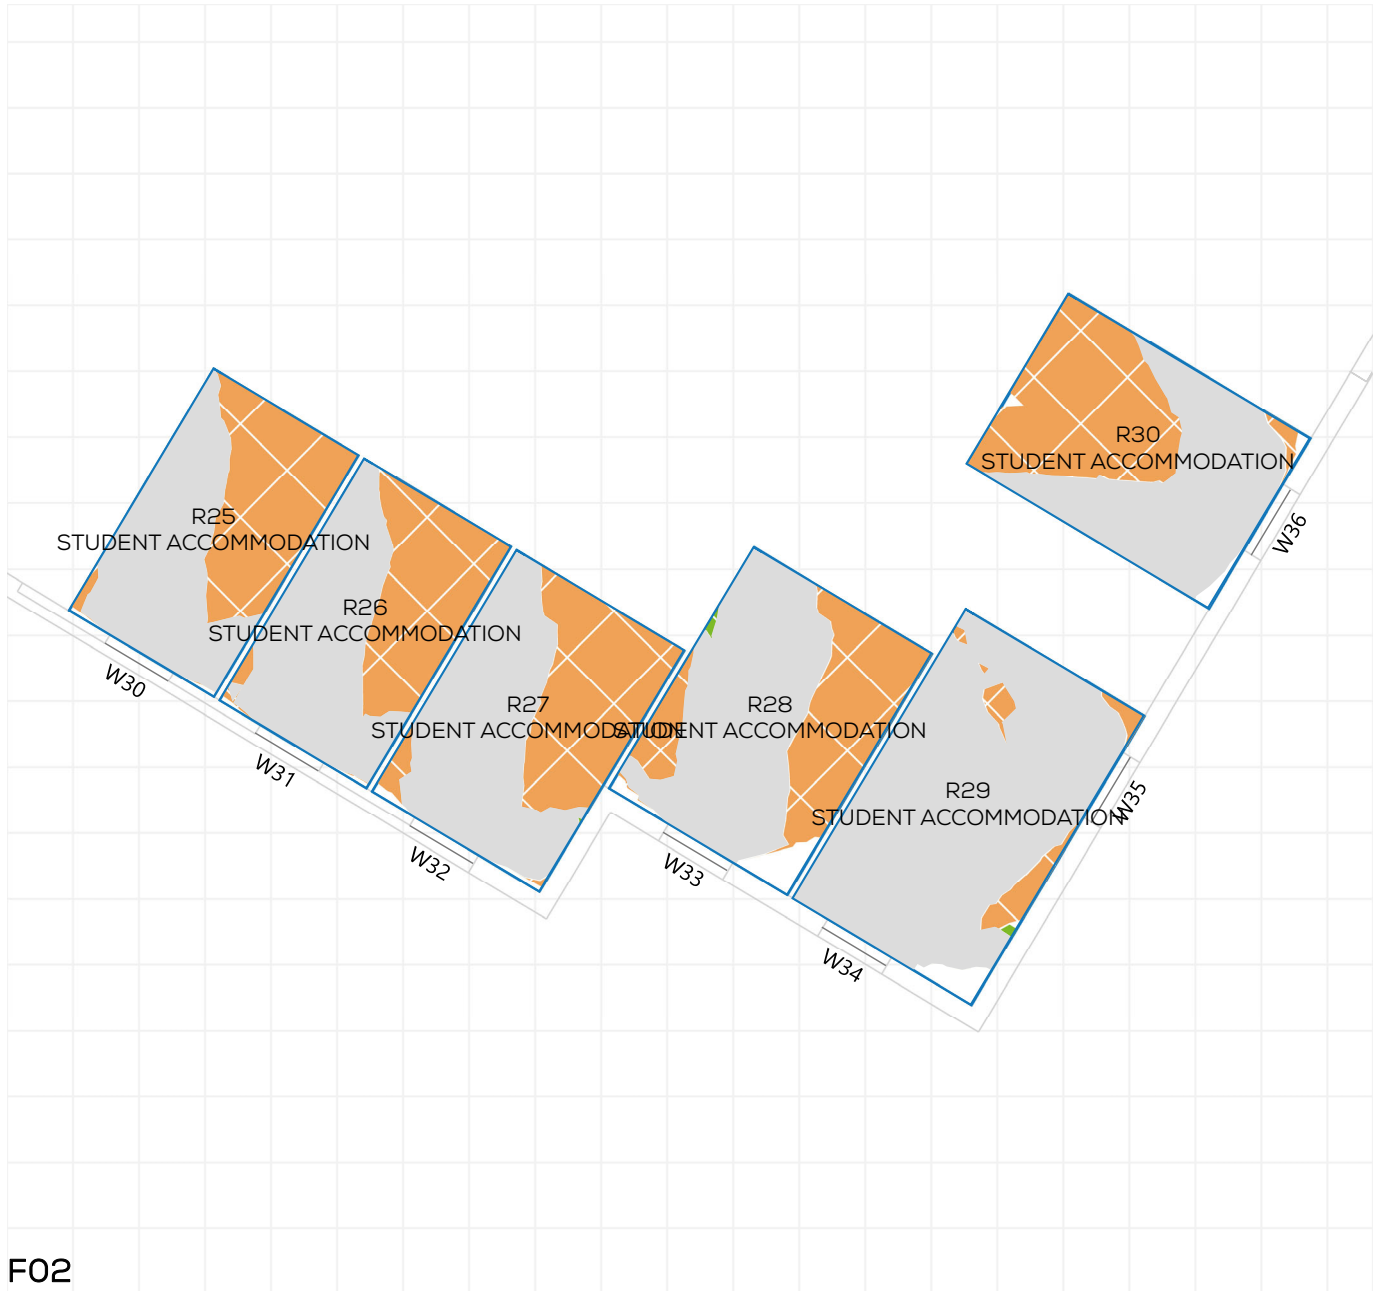 R30
STUDENT ACCOMMODATION
W36
R25
STUDENT ACCOMMODATION
W30
R26
STUDENT ACCOMMODATION
W31
R27
STUDENT ACCOMMODATION
W32
R28
STUDENT ACCOMMODATION
W33
R29
STUDENT ACCOMMODATION
W35
W34
F02